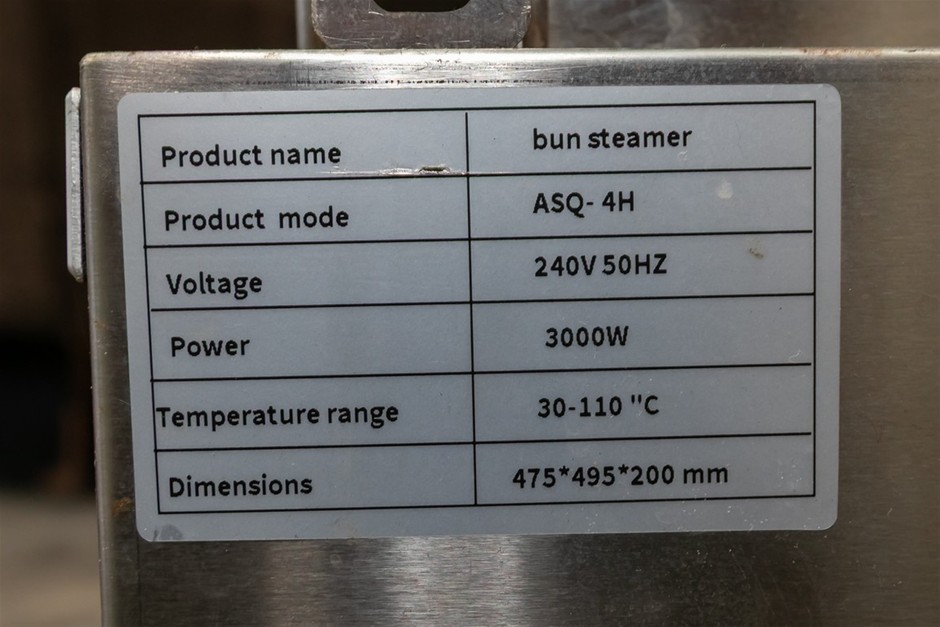 Product name bun steamer
Product mode ASQ- 4H
Voltage 240V 50HZ
Power 3000W
Temperature range 30-110 "C
Dimensions 475*495*200 mm